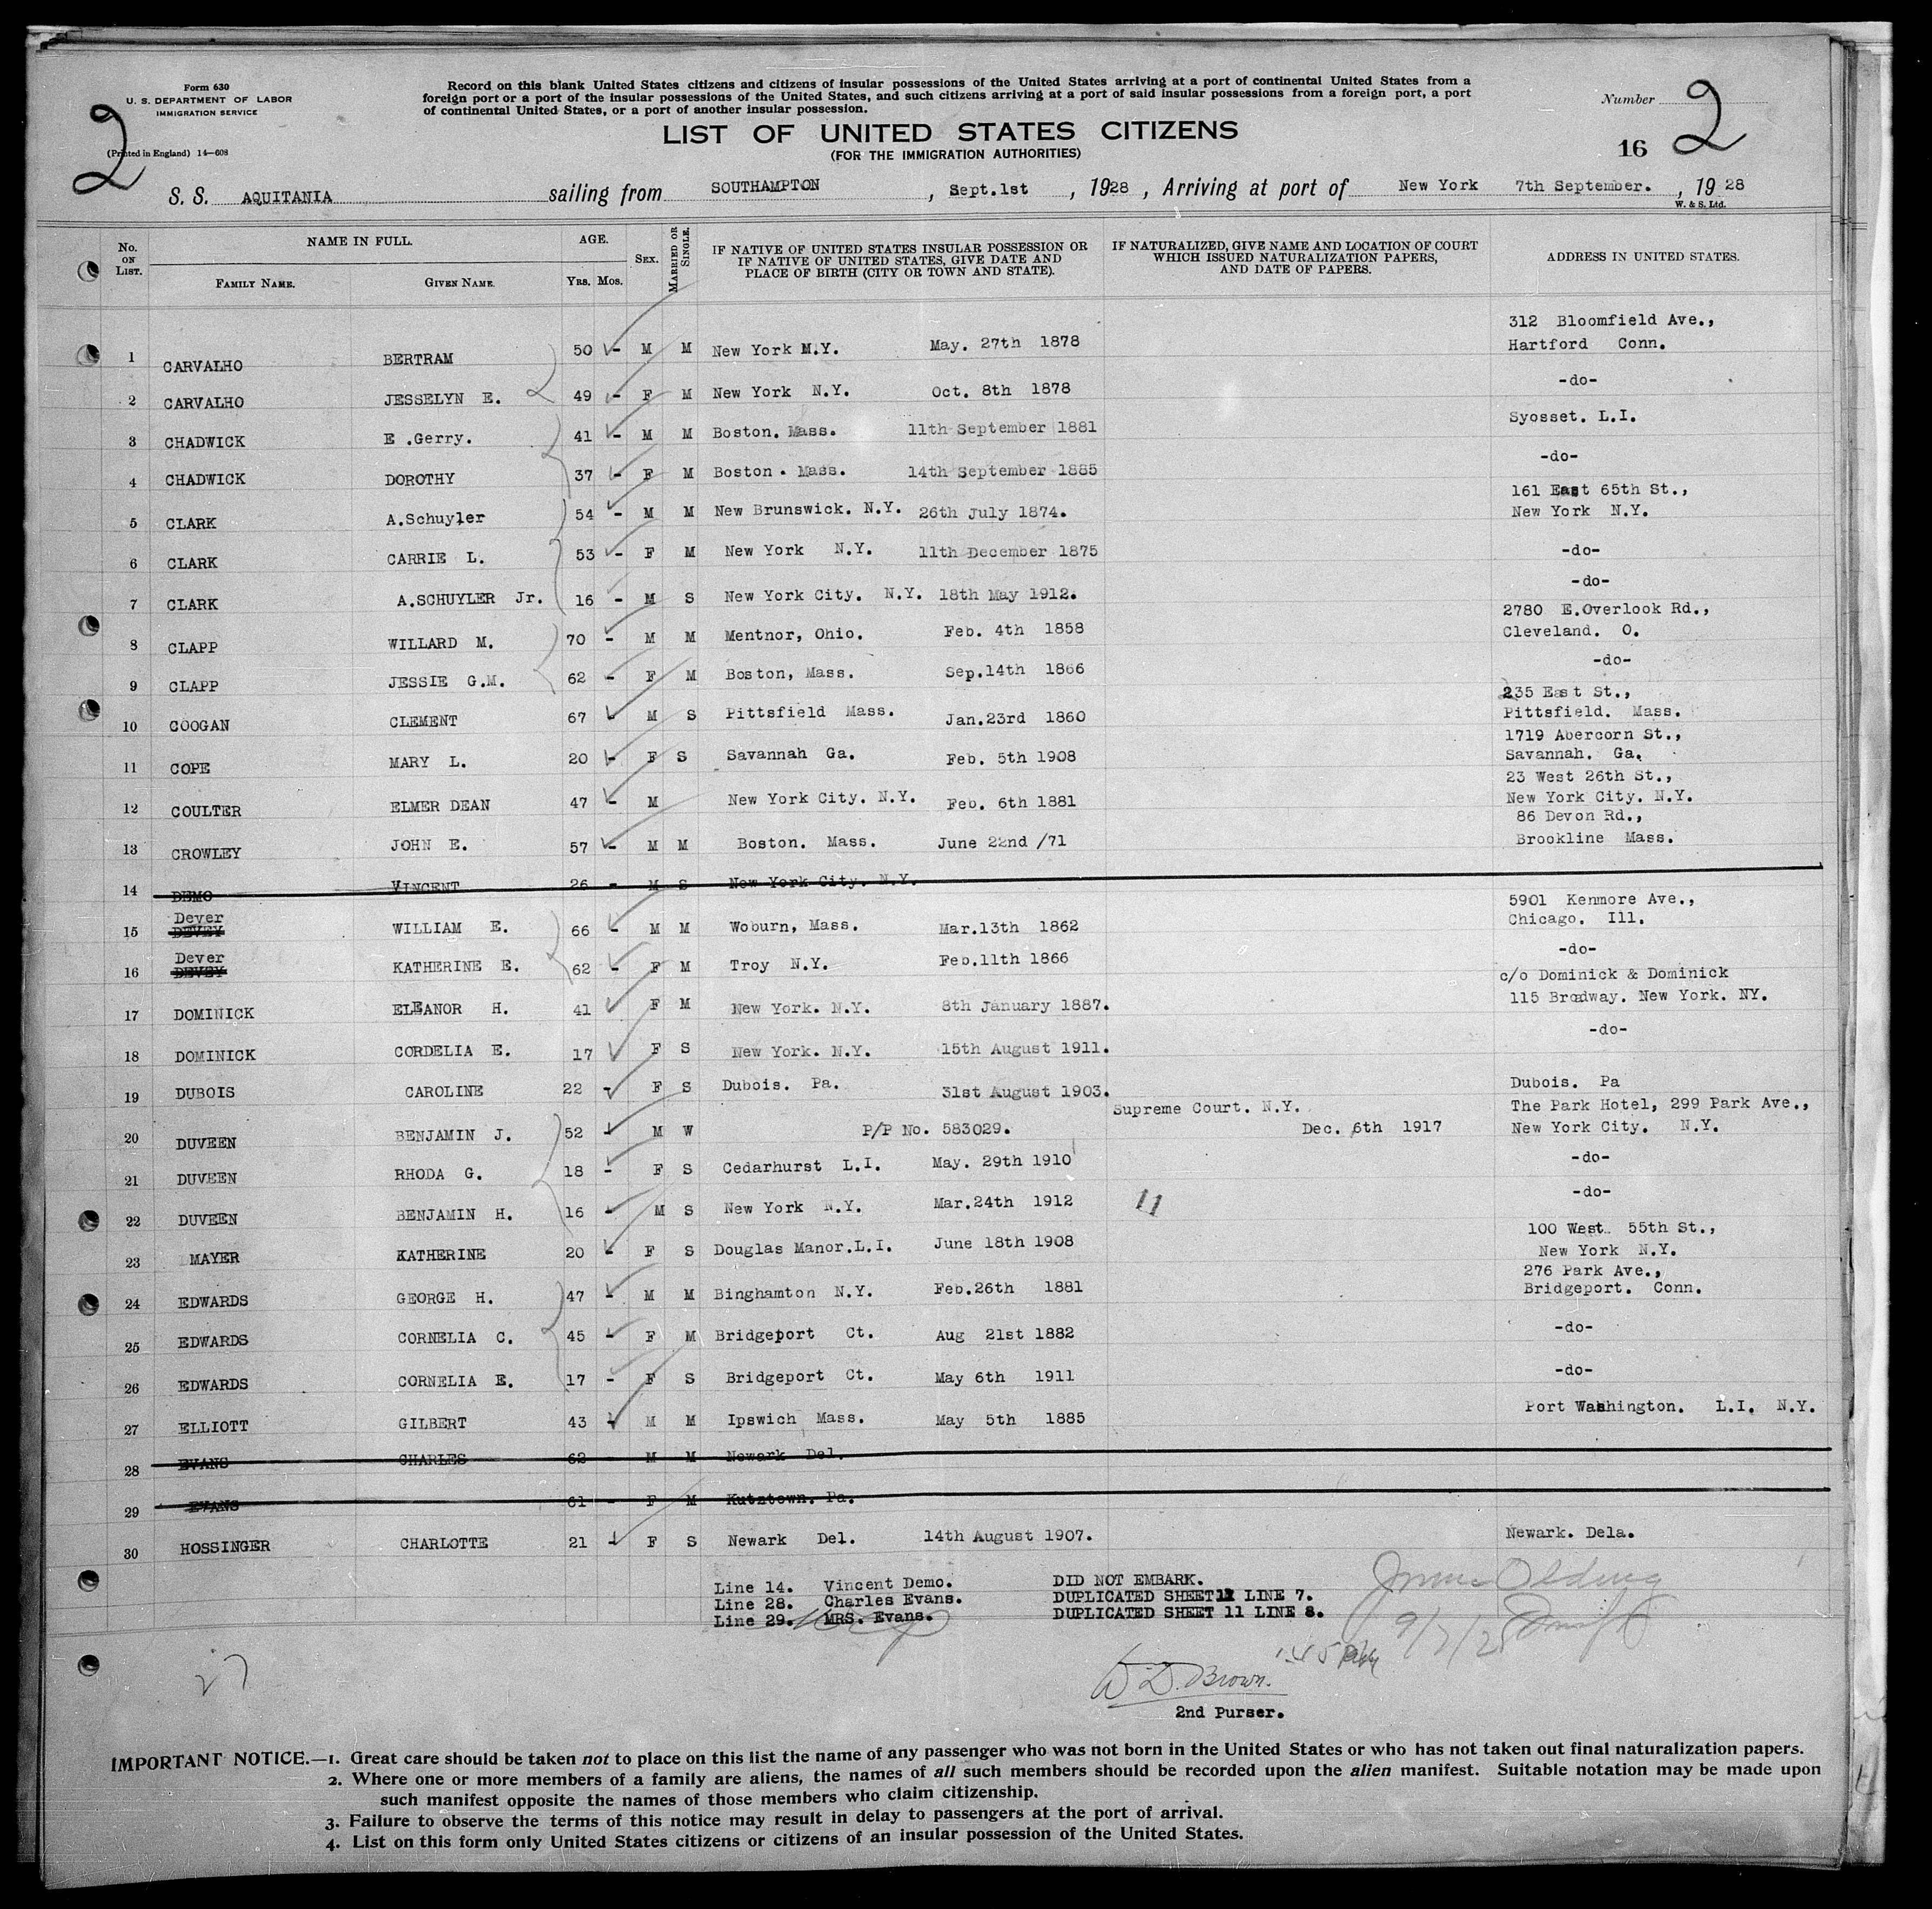 Form 630
U. S. DEPARTMENT OF LABOR
IMMIGRATION SERVICE
(Printed in England) 14—608
2
Record on this blank United States citizens and citizens of insular possessions of the United States arriving at a port of continental United States from a
foreign port or a port of the insular possessions of the United States, and such citizens arriving at a port of said insular possessions from a foreign port, a port
of continental United States, or a port of another insular possession.
LIST OF UNITED STATES CITIZENS
(FOR THE IMMIGRATION AUTHORITIES)
Number 2
16
S. S. AQUITANIA sailing from SOUTHAMPTON, Sept.1st, 1928, Arriving at port of New York 7th September., 1928
W. & S. Ltd.
No. ON LIST. NAME IN FULL. FAMILY NAME. GIVEN NAME. AGE. YRS. MOS. SEX. MARRIED OR SINGLE. IF NATIVE OF UNITED STATES INSULAR POSSESSION OR IF NATIVE OF UNITED STATES, GIVE DATE AND PLACE OF BIRTH (CITY OR TOWN AND STATE). IF NATURALIZED, GIVE NAME AND LOCATION OF COURT WHICH ISSUED NATURALIZATION PAPERS, AND DATE OF PAPERS. ADDRESS IN UNITED STATES.
312 Bloomfield Ave.,
1 CARVALHO BERTRAM 50 - M M New York N.Y. May. 27th 1878 Hartford Conn.
2 CARVALHO JESSELYN E. 49 - F M New York N.Y. Oct. 8th 1878 -do-
3 CHADWICK E .Gerry. 41 - M M Boston. Mass. 11th September 1881 Syosset. L.I.
4 CHADWICK DOROTHY 37 - F M Boston. Mass. 14th September 1885 -do-
161 East 65th St.,
5 CLARK A.Schuyler 54 - M M New Brunswick. N.Y. 26th July 1874. New York N.Y.
6 CLARK CARRIE L. 53 - F M New York N.Y. 11th December 1875 -do-
7 CLARK A.SCHUYLER Jr. 16 - M S New York City. N.Y. 18th May 1912. -do-
2780 E.Overlook Rd.,
8 CLAPP WILLARD M. 70 - M M Mentnor, Ohio. Feb. 4th 1858 Cleveland. O.
9 CLAPP JESSIE G.M. 62 - F M Boston, Mass. Sep.14th 1866 -do-
235 East St.,
10 COOGAN CLEMENT 67 - M S Pittsfield Mass. Jan.23rd 1860 Pittsfield. Mass.
1719 Abercorn St.,
11 COPE MARY L. 20 - F S Savannah Ga. Feb. 5th 1908 Savannah. Ga.
23 West 26th St.,
12 COULTER ELMER DEAN 47 - M New York City. N.Y. Feb. 6th 1881 New York City. N.Y.
86 Devon Rd.,
13 CROWLEY JOHN E. 57 - M M Boston. Mass. June 22nd /71 Brookline Mass.
14 DEMO VINCENT 26 - M S New York City. N.Y.
5901 Kenmore Ave.,
Dever
15 DEVEY WILLIAM E. 66 - M M Woburn, Mass. Mar.13th 1862 Chicago. Ill.
Dever
16 DEVEY KATHERINE E. 62 - F M Troy N.Y. Feb.11th 1866 -do-
c/o Dominick & Dominick
17 DOMINICK ELEANOR H. 41 F M New York. N.Y. 8th January 1887. 115 Broadway. New York. NY.
18 DOMINICK CORDELIA E. 17 F S New York. N.Y. 15th August 1911. -do-
19 DUBOIS CAROLINE 22 - F S Dubois. Pa. 31st August 1903. Dubois. Pa
Supreme Court. N.Y. The Park Hotel, 299 Park Ave.,
20 DUVEEN BENJAMIN J. 52 - M W P/P No. 583029. Dec. 6th 1917 New York City. N.Y.
21 DUVEEN RHODA G. 18 - F S Cedarhurst L.I. May. 29th 1910 -do-
22 DUVEEN BENJAMIN H. 16 - M S New York N.Y. Mar.24th 1912 11 -do-
100 West 55th St.,
23 MAYER KATHERINE 20 - F S Douglas Manor.L.I. June 18th 1908 New York N.Y.
276 Park Ave.,
24 EDWARDS GEORGE H. 47 - M M Binghamton N.Y. Feb.26th 1881 Bridgeport. Conn.
25 EDWARDS CORNELIA C. 45 - F M Bridgeport Ct. Aug 21st 1882 -do-
26 EDWARDS CORNELIA E. 17 - F S Bridgeport Ct. May 6th 1911 -do-
27 ELLIOTT GILBERT 43 - M M Ipswich Mass. May 5th 1885 Port Washington. L.I. N.Y.
28 EVANS CHARLES 62 - M M Newark Del.
29 EVANS 61 - F M Kutztown. Pa.
30 HOSSINGER CHARLOTTE 21 - F S Newark Del. 14th August 1907. Newark. Dela.
Line 14. Vincent Demo. DID NOT EMBARK.
Line 28. Charles Evans. DUPLICATED SHEET 11 LINE 7.
Line 29. MRS. Evans. DUPLICATED SHEET 11 LINE 8.
9/7/28
27
W. D. Brown.
2nd Purser.
IMPORTANT NOTICE.—1. Great care should be taken not to place on this list the name of any passenger who was not born in the United States or who has not taken out final naturalization papers.
2. Where one or more members of a family are aliens, the names of all such members should be recorded upon the alien manifest. Suitable notation may be made upon
such manifest opposite the names of those members who claim citizenship.
3. Failure to observe the terms of this notice may result in delay to passengers at the port of arrival.
4. List on this form only United States citizens or citizens of an insular possession of the United States.